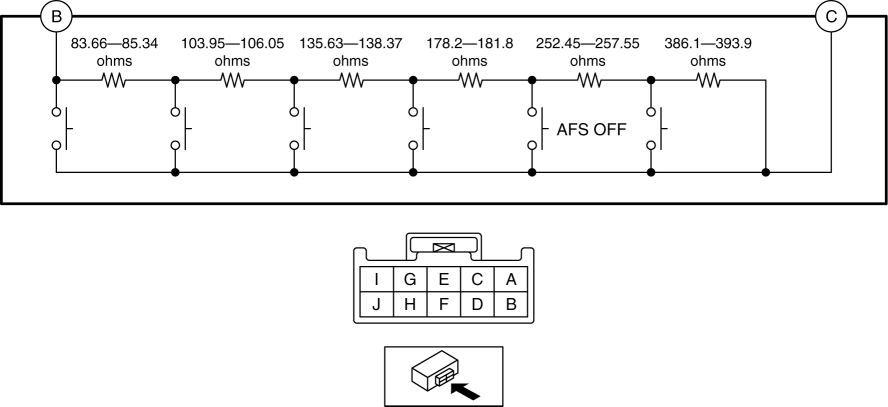 B
C
83.66—85.34 ohms
103.95—106.05 ohms
135.63—138.37 ohms
178.2—181.8 ohms
252.45—257.55 ohms
386.1—393.9 ohms
AFS OFF
I G E C A
J H F D B